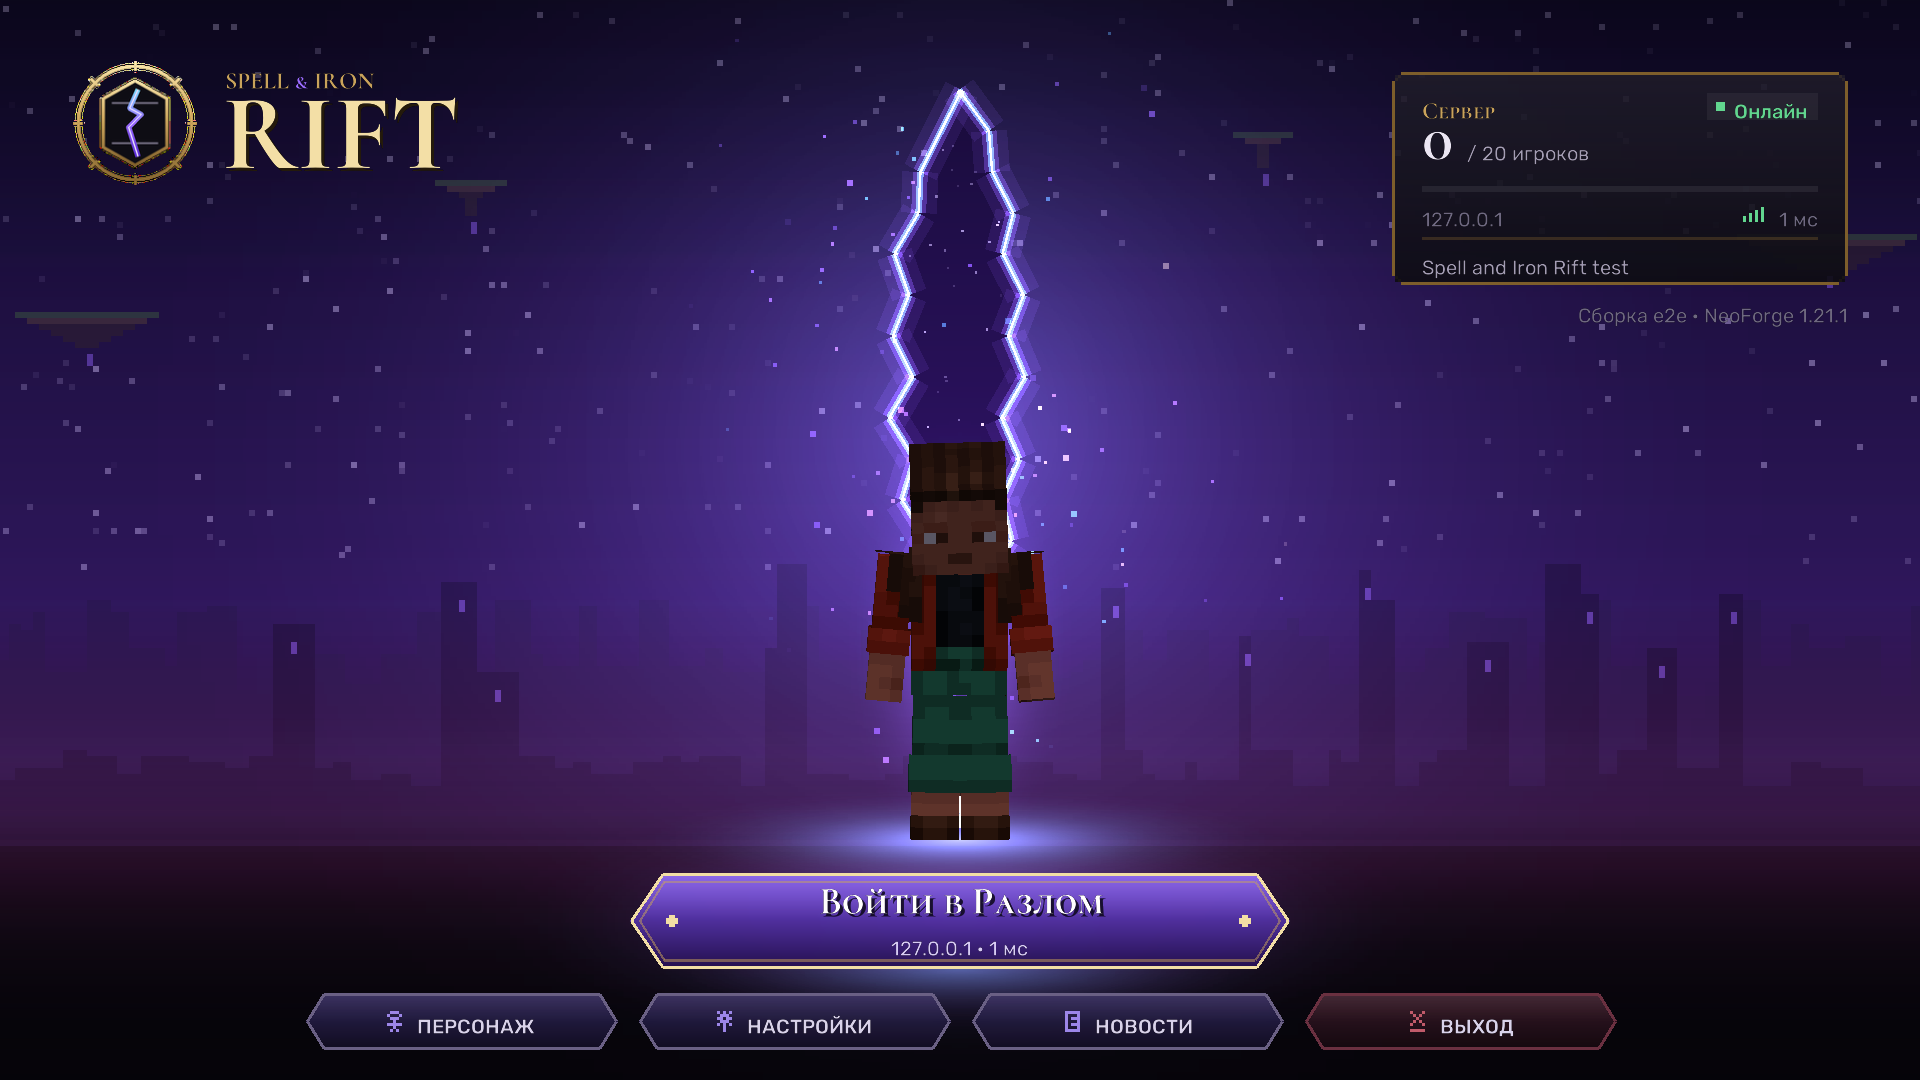 SPELL & IRON
RIFT
Сервер
Онлайн
0 / 20 игроков
127.0.0.1
1 мс
Spell and Iron Rift test
Сборка e2e • NeoForge 1.21.1
Войти в Разлом
127.0.0.1 • 1 мс
ПЕРСОНАЖ
НАСТРОЙКИ
НОВОСТИ
ВЫХОД